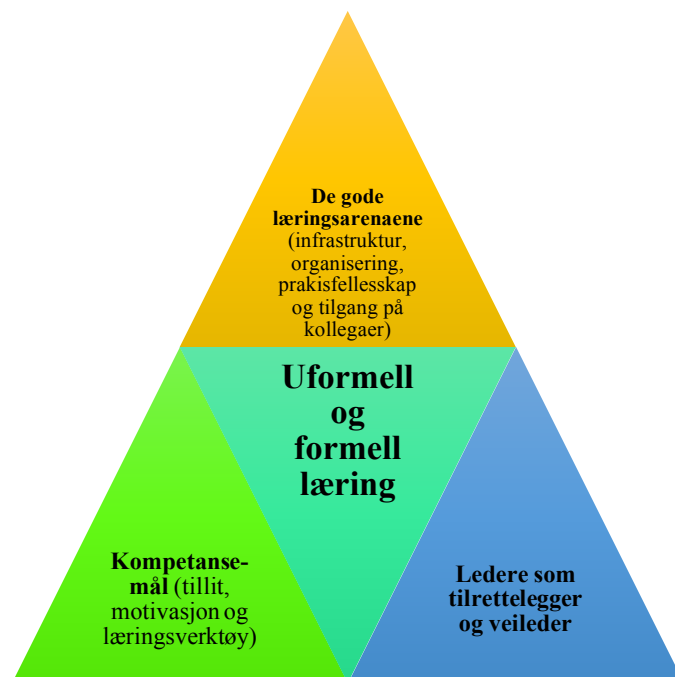 De gode
læringsarenaene
(infrastruktur,
organisering,
prakisfellesskap
og tilgang på
kollegaer)
Uformell
og
formell
læring
Kompetanse-
mål (tillit,
motivasjon og
læringsverktøy)
Ledere som
tilrettelegger
og veileder